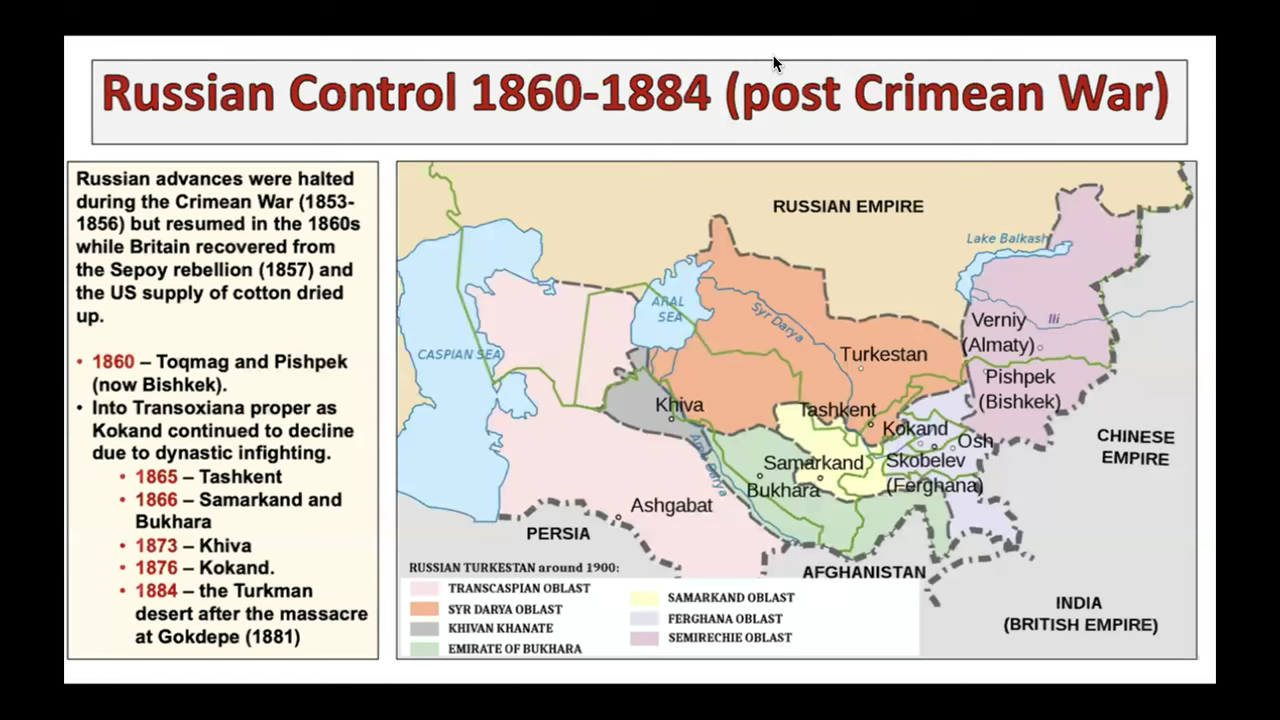 Russian Control 1860-1884 (post Crimean War)
Russian advances were halted
during the Crimean War (1853-
1856) but resumed in the 1860s
while Britain recovered from
the Sepoy rebellion (1857) and
the US supply of cotton dried
up.
• 1860 – Toqmag and Pishpek
(now Bishkek).
• Into Transoxiana proper as
Kokand continued to decline
due to dynastic infighting.
• 1865 – Tashkent
• 1866 – Samarkand and
Bukhara
• 1873 – Khiva
• 1876 – Kokand.
• 1884 – the Turkman
desert after the massacre
at Gokdepe (1881)
RUSSIAN EMPIRE
Lake Balkash
ARAL
SEA
Syr Darya
Ili
Verniy
(Almaty)
CASPIAN SEA
Turkestan
Pishpek
(Bishkek)
Khiva
Tashkent
Kokand
Osh
CHINESE
EMPIRE
Amu Darya
Samarkand
Skobelev
(Ferghana)
Bukhara
Ashgabat
PERSIA
AFGHANISTAN
INDIA
(BRITISH EMPIRE)
RUSSIAN TURKESTAN around 1900:
TRANSCASPIAN OBLAST
SYR DARYA OBLAST
KHIVAN KHANATE
EMIRATE OF BUKHARA
SAMARKAND OBLAST
FERGHANA OBLAST
SEMIRECHIE OBLAST